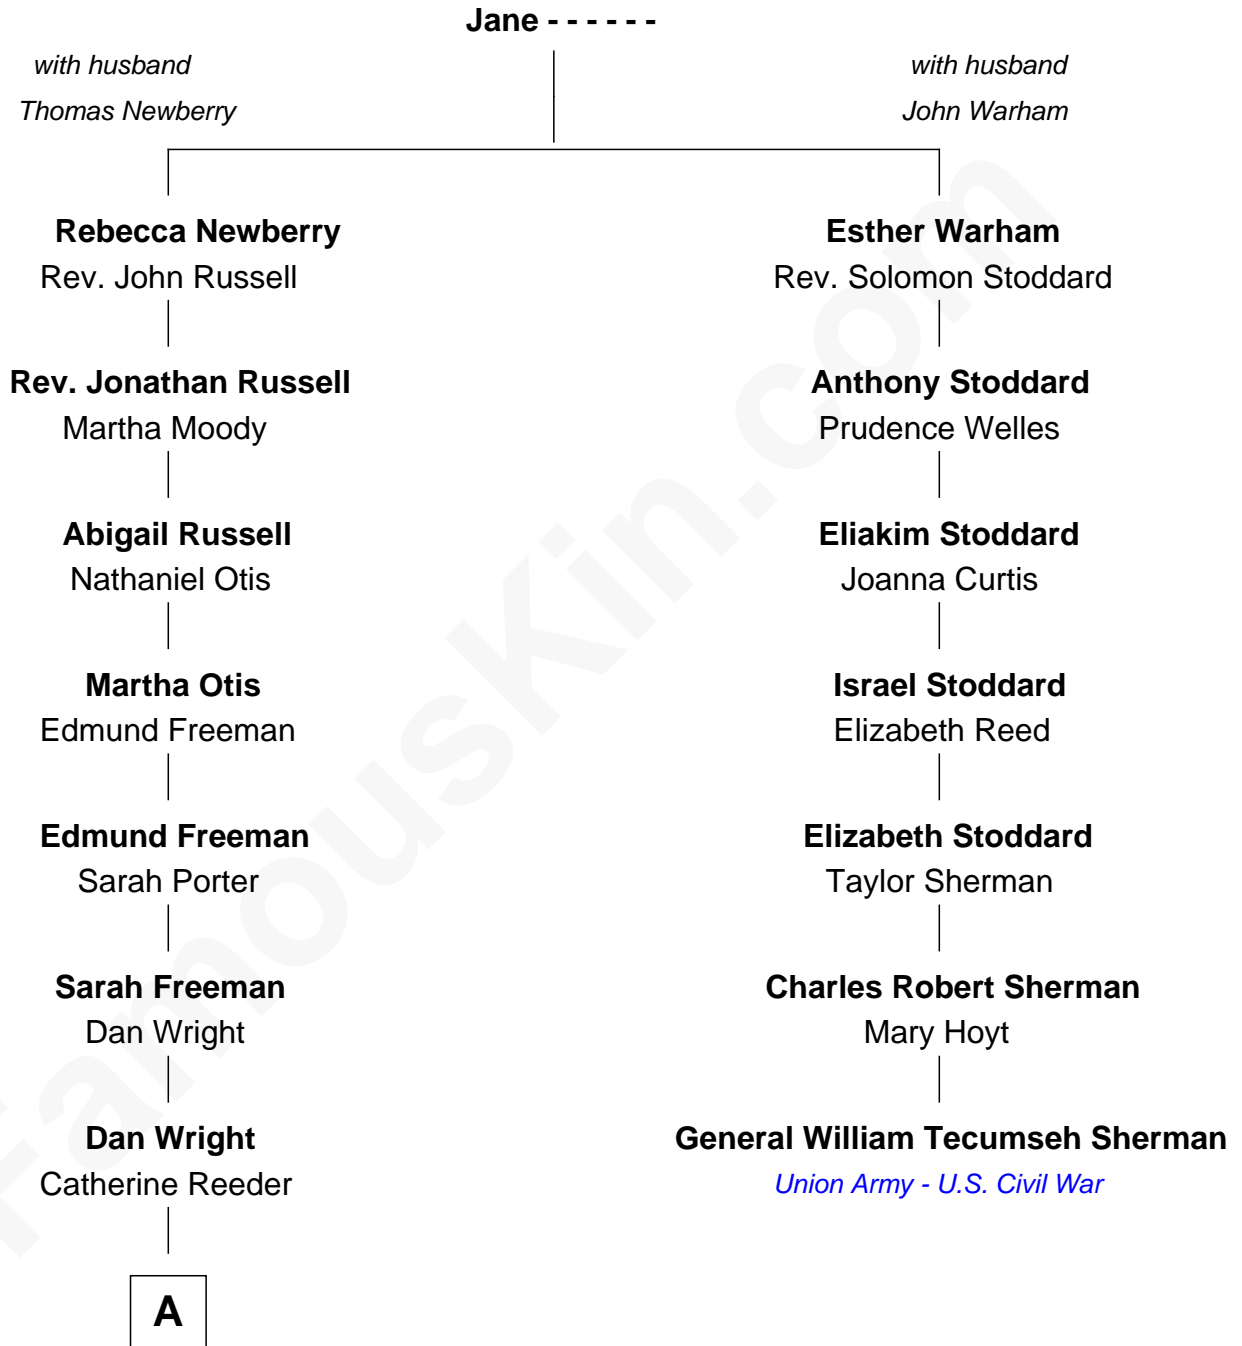 Jane - - - - - -
with husband
Thomas Newberry
with husband
John Warham
Rebecca Newberry
Rev. John Russell
Esther Warham
Rev. Solomon Stoddard
Rev. Jonathan Russell
Martha Moody
Anthony Stoddard
Prudence Welles
Abigail Russell
Nathaniel Otis
Eliakim Stoddard
Joanna Curtis
Martha Otis
Edmund Freeman
Israel Stoddard
Elizabeth Reed
Edmund Freeman
Sarah Porter
Elizabeth Stoddard
Taylor Sherman
Sarah Freeman
Dan Wright
Charles Robert Sherman
Mary Hoyt
Dan Wright
Catherine Reeder
General William Tecumseh Sherman
Union Army - U.S. Civil War
A
FamousKin.com